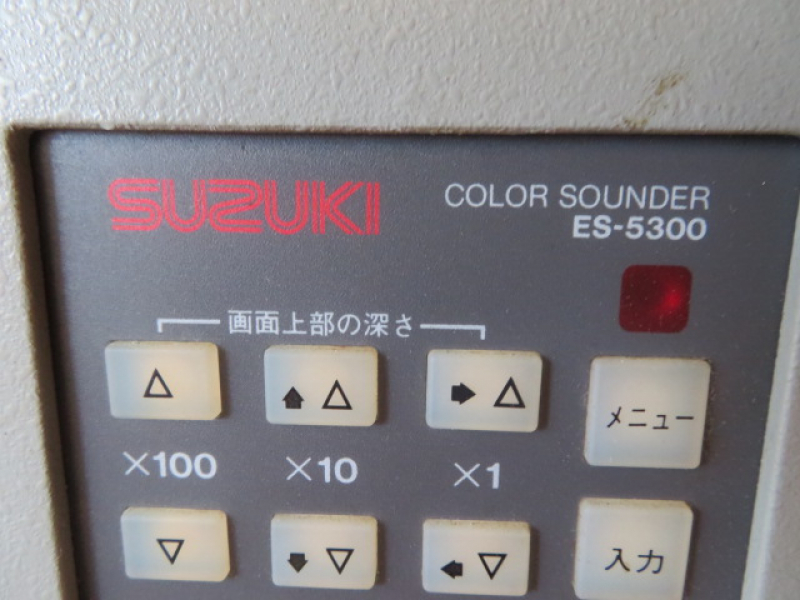 SUZUKI
COLOR SOUNDER
ES-5300
画面上部の深さ
メニュー
×100
×10
×1
入力